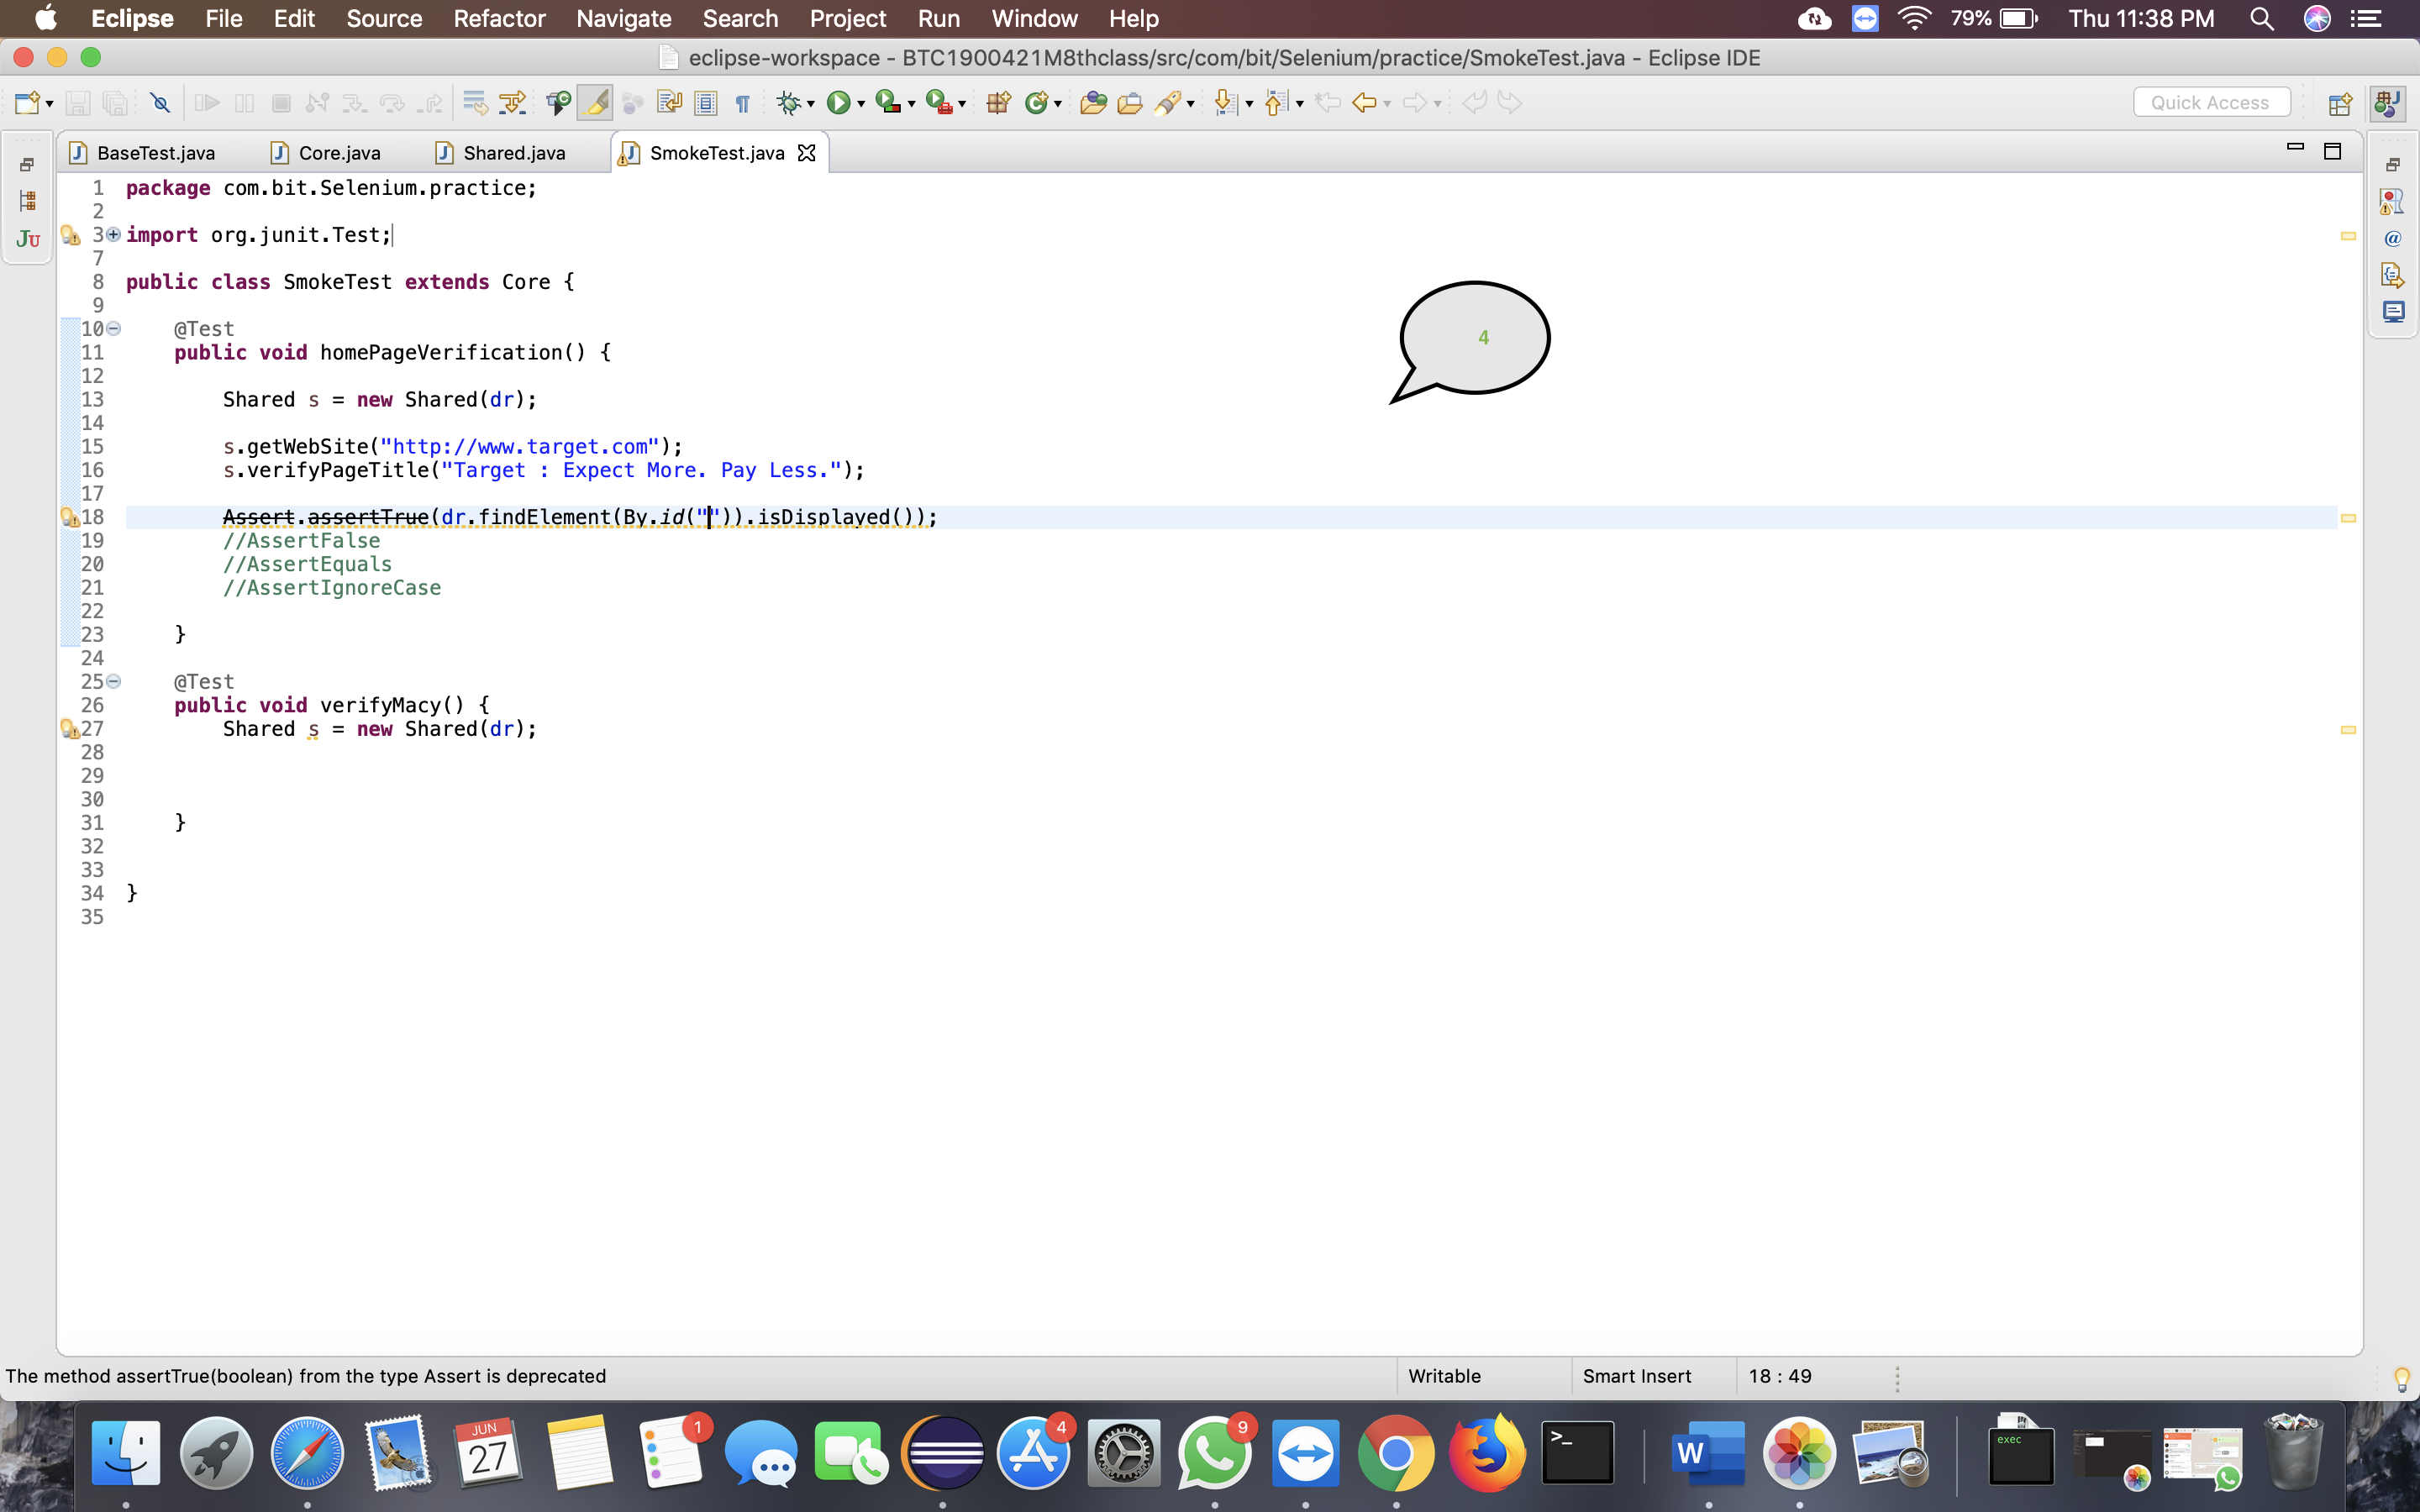 Eclipse File Edit Source Refactor Navigate Search Project Run Window Help 79% Thu 11:38 PM
eclipse-workspace - BTC1900421M8thclass/src/com/bit/Selenium/practice/SmokeTest.java - Eclipse IDE
Quick Access
BaseTest.java Core.java Shared.java SmokeTest.java
1 package com.bit.Selenium.practice;
2
3 import org.junit.Test;
7
8 public class SmokeTest extends Core {
9
10 @Test
11 public void homePageVerification() {
12
13 Shared s = new Shared(dr);
14
15 s.getWebSite("http://www.target.com");
16 s.verifyPageTitle("Target : Expect More. Pay Less.");
17
18 Assert.assertTrue(dr.findElement(By.id("")).isDisplayed());
19 //AssertFalse
20 //AssertEquals
21 //AssertIgnoreCase
22
23 }
24
25 @Test
26 public void verifyMacy() {
27 Shared s = new Shared(dr);
28
29
30
31 }
32
33
34 }
35
4
JU
@
The method assertTrue(boolean) from the type Assert is deprecated Writable Smart Insert 18 : 49
JUN
27
1
4
9
>_
W
exec